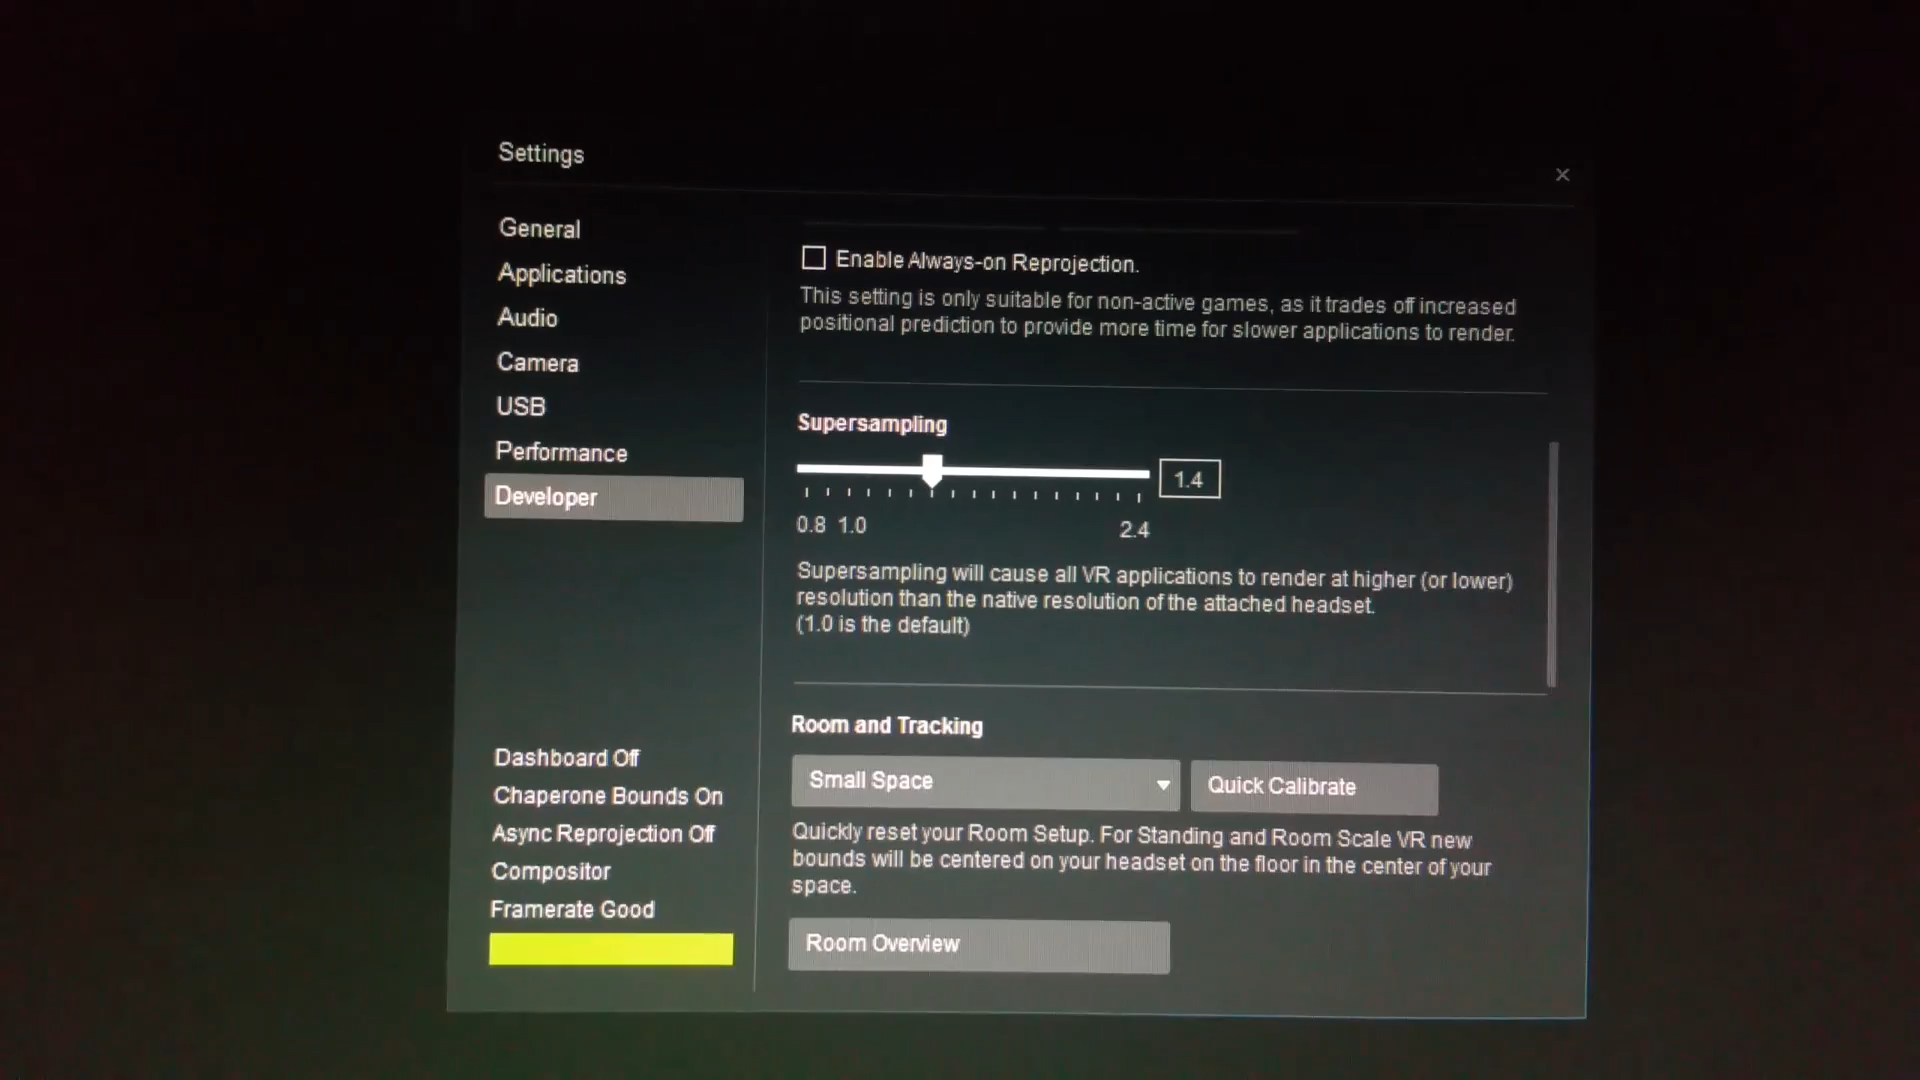 Settings
General
Applications
Audio
Camera
USB
Performance
Developer
Dashboard Off
Chaperone Bounds On
Async Reprojection Off
Compositor
Framerate Good
Enable Always-on Reprojection.
This setting is only suitable for non-active games, as it trades off increased
positional prediction to provide more time for slower applications to render.
Supersampling
1.4
0.8 1.0 2.4
Supersampling will cause all VR applications to render at higher (or lower)
resolution than the native resolution of the attached headset.
(1.0 is the default)
Room and Tracking
Small Space
Quick Calibrate
Quickly reset your Room Setup. For Standing and Room Scale VR new
bounds will be centered on your headset on the floor in the center of your
space.
Room Overview